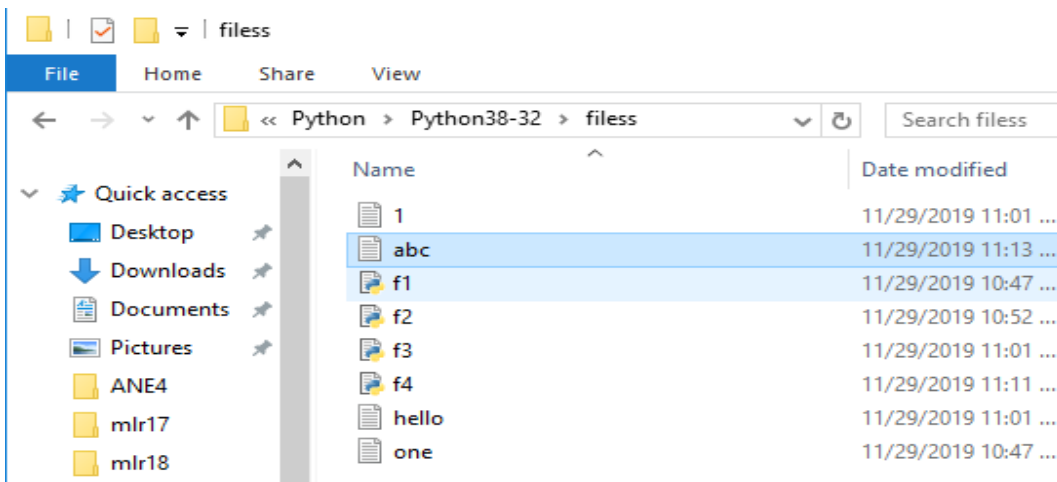 filess
File Home Share View
« Python > Python38-32 > filess Search filess
Name Date modified
Quick access
Desktop
Downloads
Documents
Pictures
ANE4
mlr17
mlr18
1 11/29/2019 11:01 ...
abc 11/29/2019 11:13 ...
f1 11/29/2019 10:47 ...
f2 11/29/2019 10:52 ...
f3 11/29/2019 11:01 ...
f4 11/29/2019 11:11 ...
hello 11/29/2019 11:01 ...
one 11/29/2019 10:47 ...